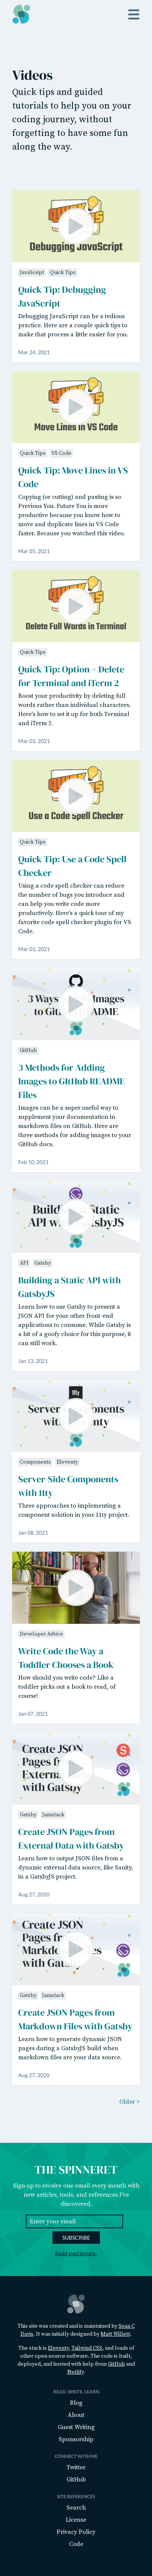 Videos
Quick tips and guided
tutorials to help you on on your
coding journey, without
forgetting to have some fun
along the way.
Debugging JavaScript
JavaScript Quick Tips
Quick Tip: Debugging
JavaScript
Debugging JavaScript can be a tedious
practice. Here are a couple quick tips to
make that process a little easier for you.
Mar 24, 2021
Move Lines in VS Code
Quick Tips VS Code
Quick Tip: Move Lines in VS
Code
Copying (or cutting) and pasting is so
Previous You. Future You is more
productive because you know how to
move and duplicate lines in VS Code
faster. Because you watched this video.
Mar 05, 2021
Delete Full Words in Terminal
Quick Tips
Quick Tip: Option + Delete
for Terminal and iTerm 2
Boost your productivity by deleting full
words rather than individual characters.
Here's how to set it up for both Terminal
and iTerm 2.
Mar 03, 2021
Use a Code Spell Checker
Quick Tips
Quick Tip: Use a Code Spell
Checker
Using a code spell checker can reduce
the number of bugs you introduce and
can help you write code more
productively. Here's a quick tour of my
favorite code spell checker plugin for VS
Code.
Mar 01, 2021
3 Ways Images
to GitH README
GitHub
3 Methods for Adding
Images to GItHub README
Files
Images can be a super useful way to
supplement your documentation in
markdown files on GitHub. Here are
three methods for adding images to your
GitHub docs.
Feb 10, 2021
Build Static
API w tsbyJS
API Gatsby
Building a Static API with
GatsbyJS
Learn how to use Gatsby to present a
JSON API for your other front-end
applications to consume. While Gatsby is
a bit of a goofy choice for this purpose, it
can still work.
Jan 13, 2021
11ty
Server ponents
with nty
Components Eleventy
Server-Side Components
with 11ty
Three approaches to implementing a
component solution in your 11ty project.
Jan 08, 2021
Developer Advice
Write Code the Way a
Toddler Chooses a Book
How should you write code? Like a
toddler picks out a book to read, of
course!
Jan 07, 2021
Create JSON
Pages fr
Extern
with Gatsby
Gatsby Jamstack
Create JSON Pages from
External Data with Gatsby
Learn how to output JSON files from a
dynamic external data source, like Sanity,
in a GatsbyJS project.
Aug 27, 2020
Create JSON
Pages fr
Markd es
with Gat
Gatsby Jamstack
Create JSON Pages from
Markdown Files with Gatsby
Learn how to generate dynamic JSON
pages during a GatsbyJS build when
markdown files are your data source.
Aug 27, 2020
Older >
THE SPINNERET
Sign up to receive one email every month with
new articles, tools, and references I've
discovered.
Enter your email
SUBSCRIBE
Read past issues.
This site was created and is maintained by Sean C
Davis. It was initially designed by Matt Willett.
The stack is Eleventy, Tailwind CSS, and loads of
other open-source software. The code is built,
deployed, and hosted with help from GitHub and
Netlify.
READ, WRITE, LEARN
Blog
About
Guest Writing
Sponsorship
CONNECT WITH ME
Twitter
GitHub
SITE REFERENCES
Search
License
Privacy Policy
Code